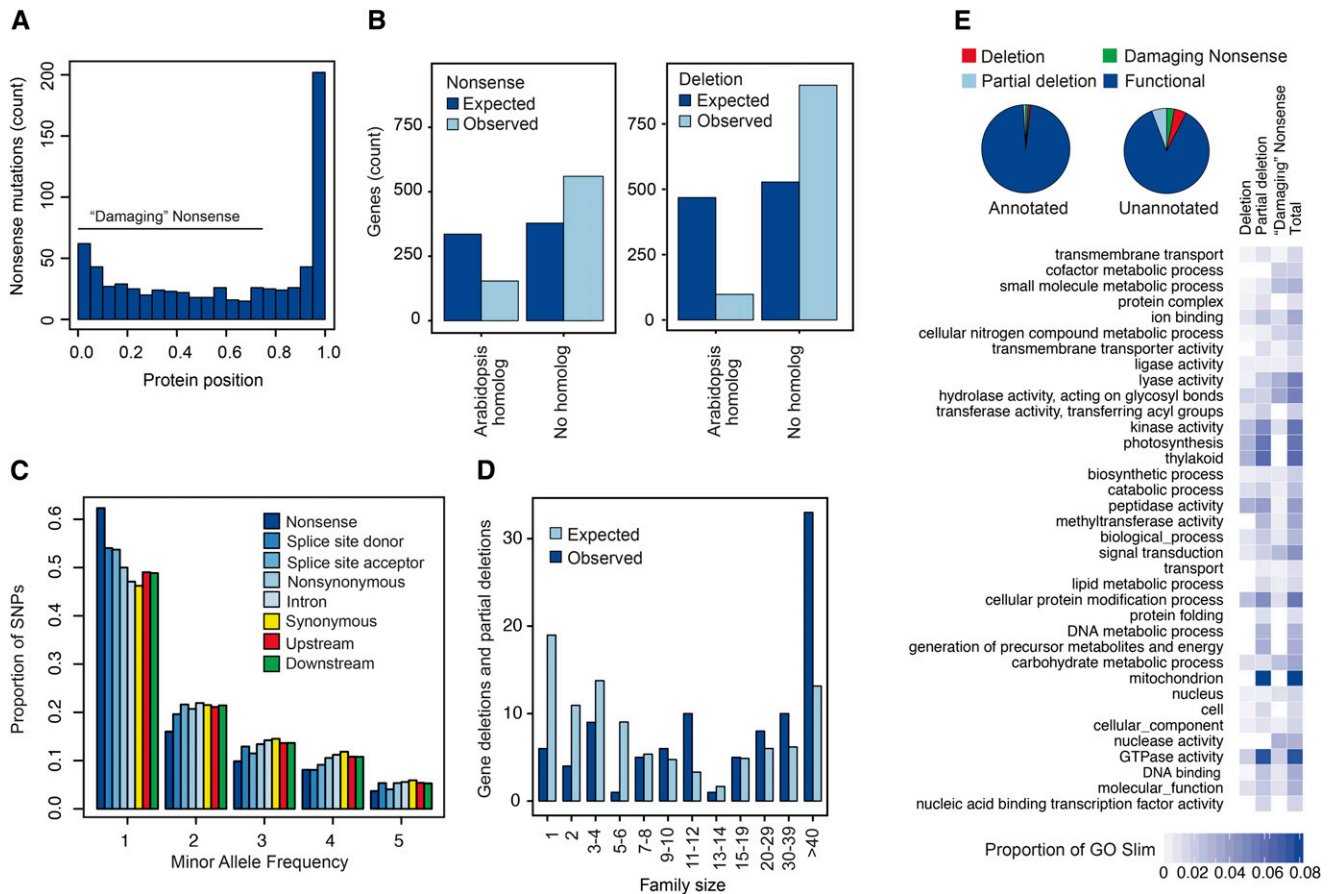 A
Nonsense mutations (count)
200
150
100
50
0
"Damaging" Nonsense
0.0 0.2 0.4 0.6 0.8 1.0
Protein position
B
Genes (count)
750
500
250
0
Nonsense
Expected
Observed
Arabidopsis
homolog
No homolog
750
500
250
0
Deletion
Expected
Observed
Arabidopsis
homolog
No homolog
C
Proportion of SNPs
0.6
0.5
0.4
0.3
0.2
0.1
0.0
Nonsense
Splice site donor
Splice site acceptor
Nonsynonymous
Intron
Synonymous
Upstream
Downstream
1 2 3 4 5
Minor Allele Frequency
D
Gene deletions and partial deletions
30
20
10
0
Expected
Observed
1
2
3-4
5-6
7-8
9-10
11-12
13-14
15-19
20-29
30-39
>40
Family size
E
Deletion
Damaging Nonsense
Partial deletion
Functional
Annotated
Unannotated
Deletion
Partial deletion
"Damaging" Nonsense
Total
transmembrane transport
cofactor metabolic process
small molecule metabolic process
protein complex
ion binding
cellular nitrogen compound metabolic process
transmembrane transporter activity
ligase activity
lyase activity
hydrolase activity, acting on glycosyl bonds
transferase activity, transferring acyl groups
kinase activity
photosynthesis
thylakoid
biosynthetic process
catabolic process
peptidase activity
methyltransferase activity
biological_process
signal transduction
transport
lipid metabolic process
cellular protein modification process
protein folding
DNA metabolic process
generation of precursor metabolites and energy
carbohydrate metabolic process
mitochondrion
nucleus
cell
cellular_component
nuclease activity
GTPase activity
DNA binding
molecular_function
nucleic acid binding transcription factor activity
Proportion of GO Slim
0 0.02 0.04 0.06 0.08